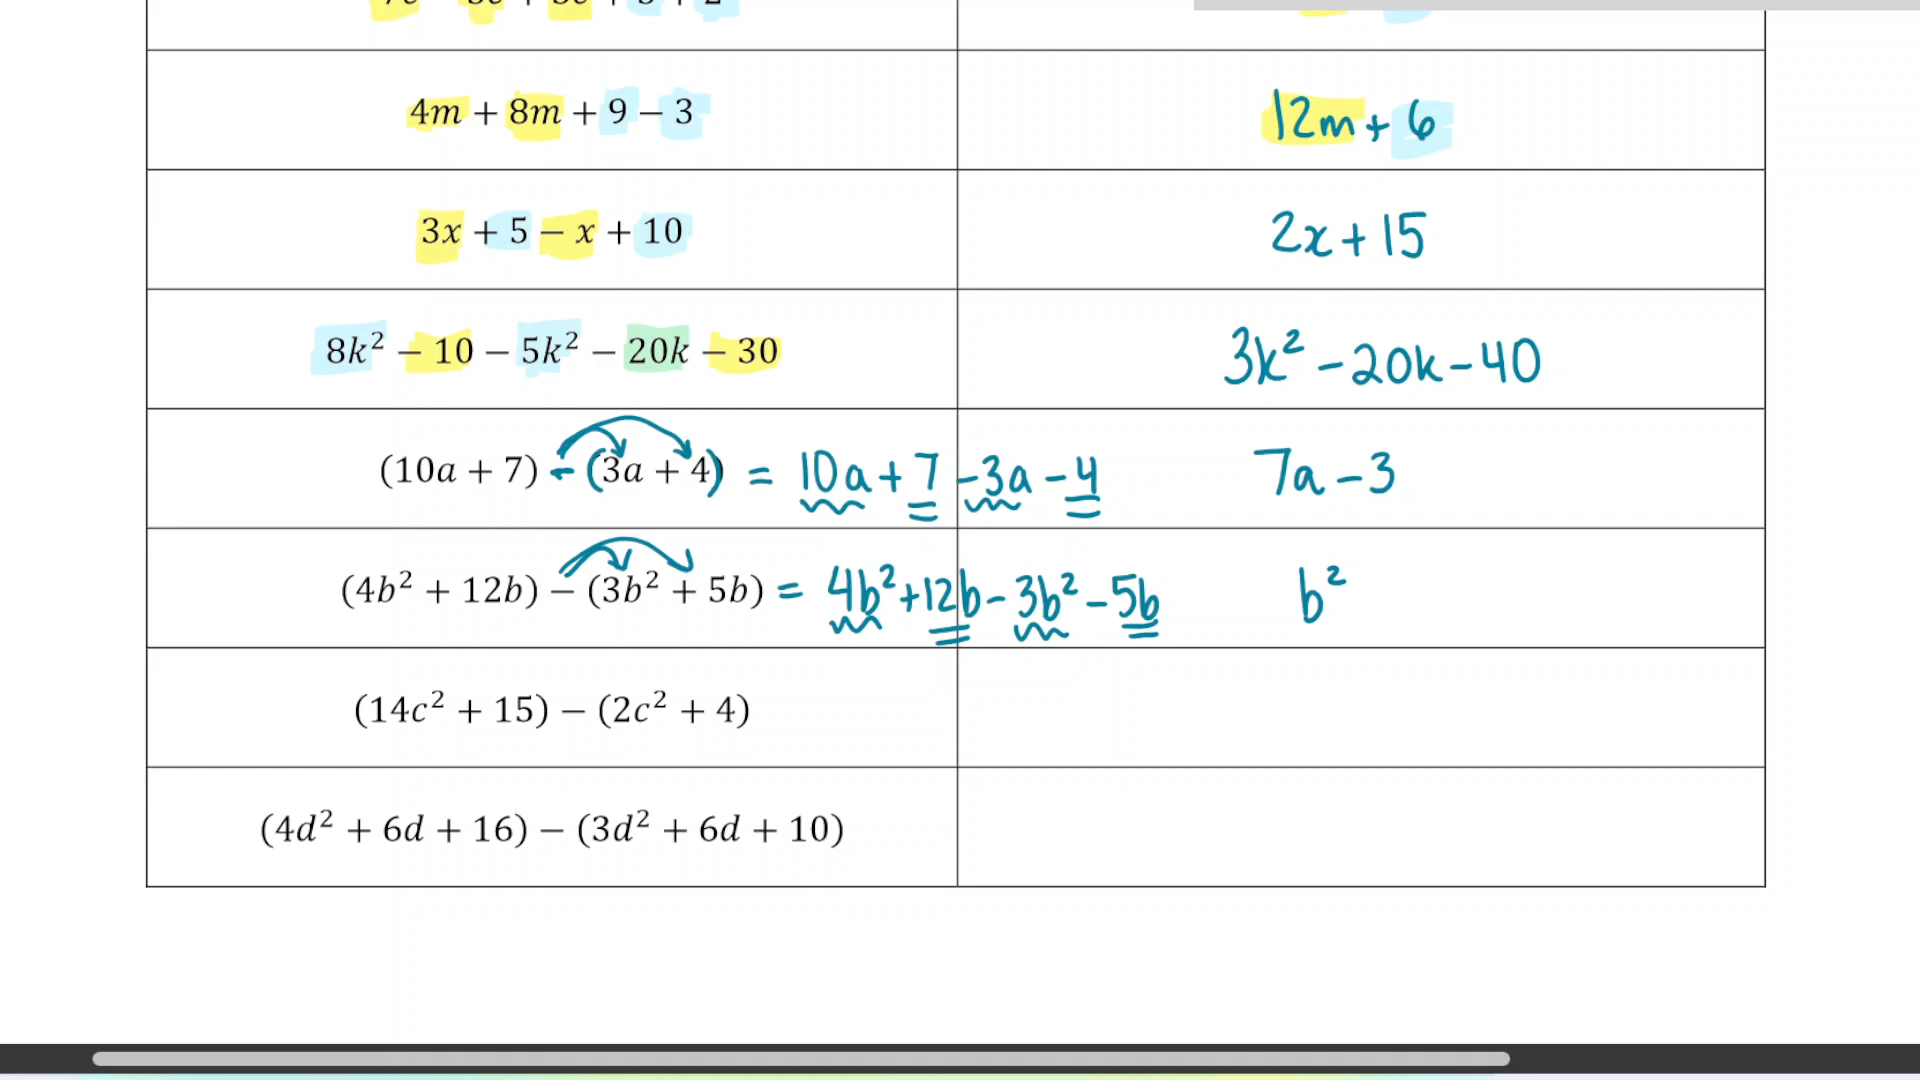 4m + 8m + 9 − 3
12m + 6
3x + 5 − x + 10
2x + 15
8k² − 10 − 5k² − 20k − 30
3k² − 20k − 40
(10a + 7) − (3a + 4) = 10a + 7 − 3a − 4
7a − 3
(4b² + 12b) − (3b² + 5b) = 4b² + 12b − 3b² − 5b
b²
(14c² + 15) − (2c² + 4)
(4d² + 6d + 16) − (3d² + 6d + 10)